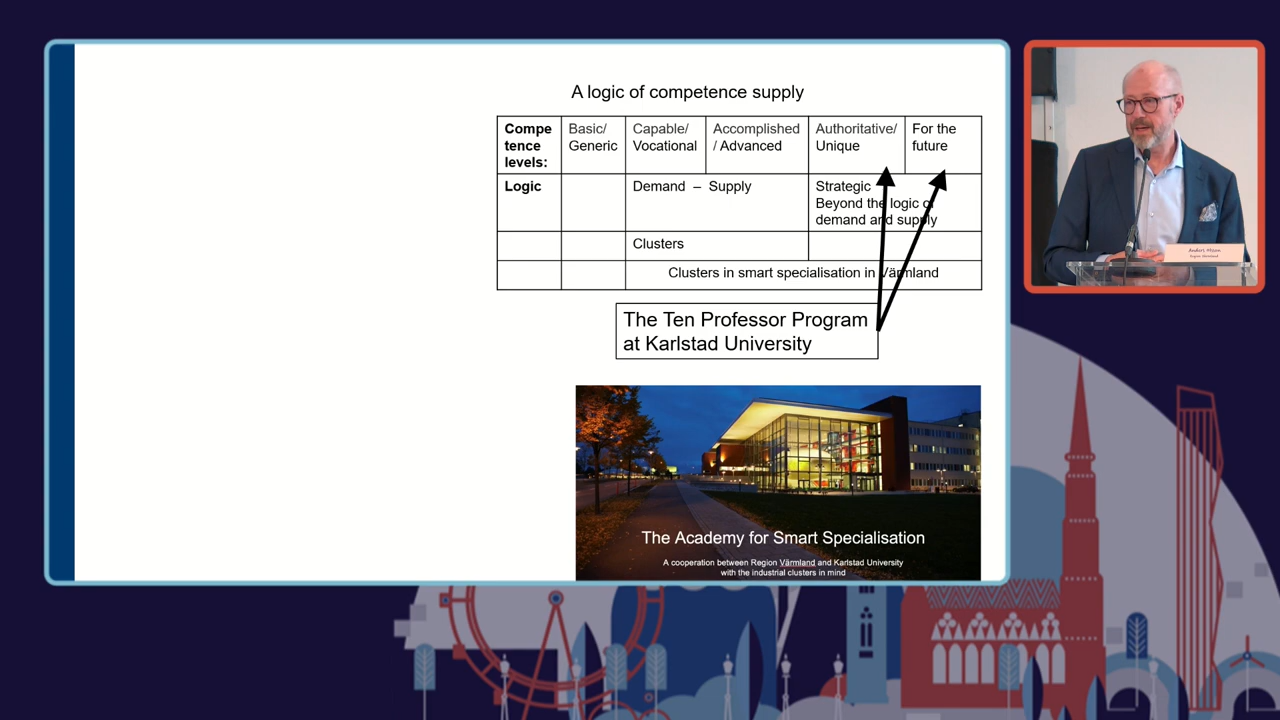 A logic of competence supply
Compe
tence
levels:
Basic/
Generic
Capable/
Vocational
Accomplished
/ Advanced
Authoritative/
Unique
For the
future
Logic
Demand – Supply
Strategic
Beyond the logic of
demand and supply
Clusters
Clusters in smart specialisation in Värmland
The Ten Professor Program
at Karlstad University
The Academy for Smart Specialisation
A cooperation between Region Värmland and Karlstad University
with the industrial clusters in mind